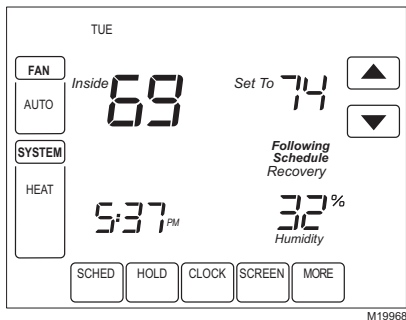 TUE
FAN
AUTO
Inside 69
Set To 74
SYSTEM
HEAT
Following
Schedule
Recovery
5:37 PM
32%
Humidity
SCHED HOLD CLOCK SCREEN MORE
M19968